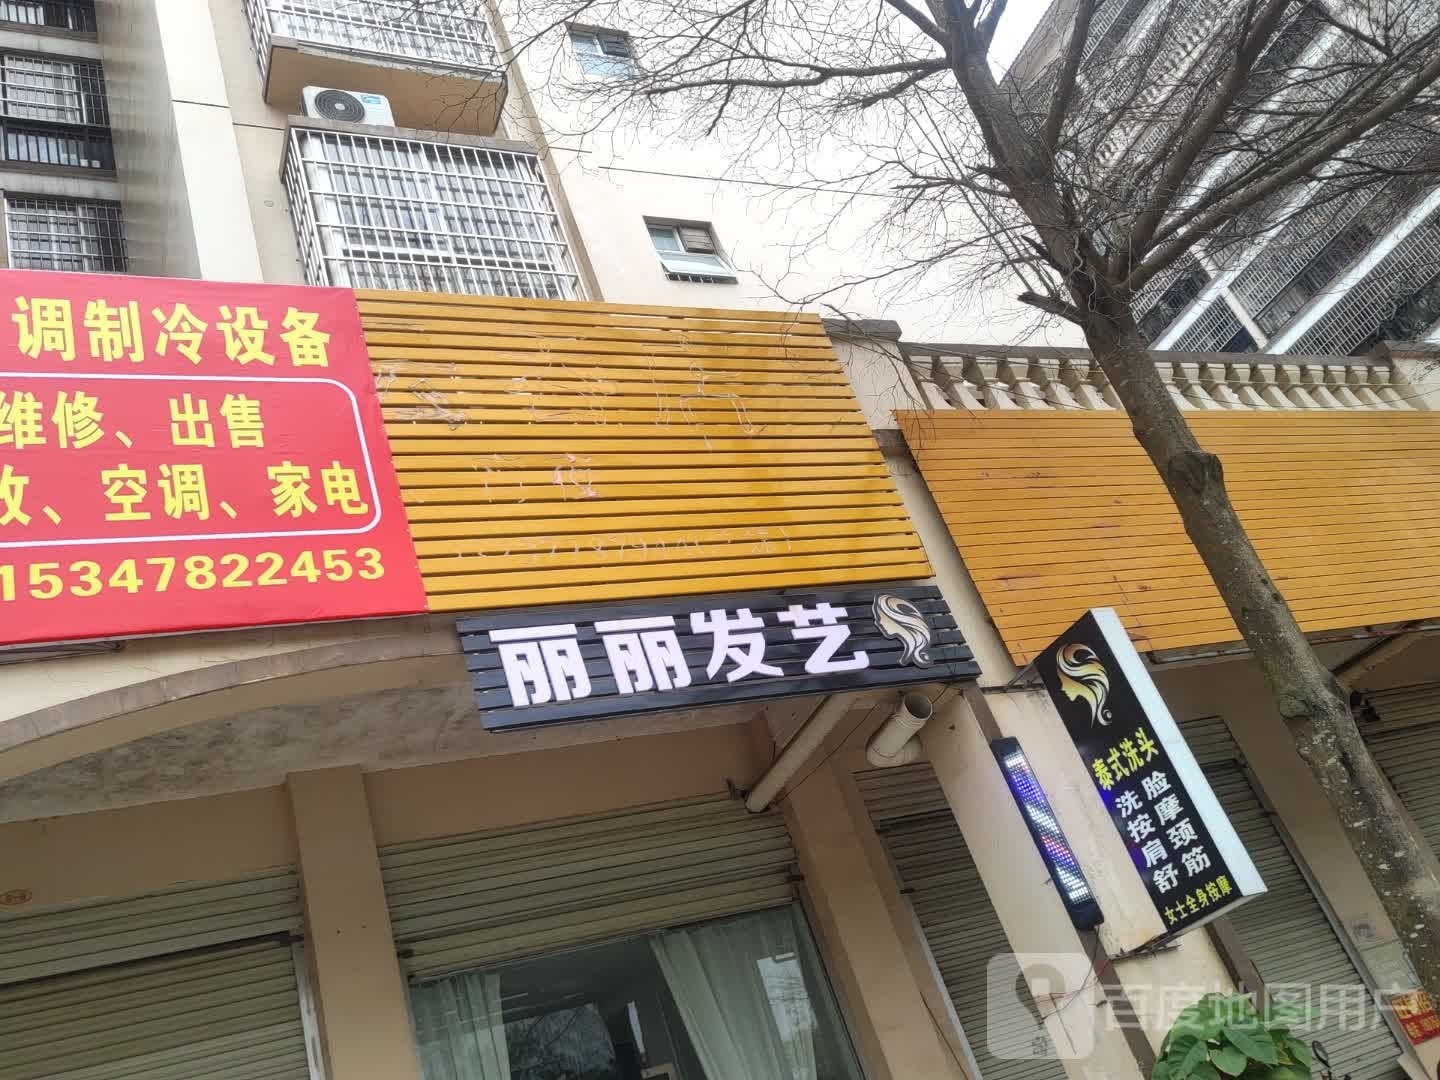 调制冷设备
维修、出售
收、空调、家电
15347822453
丽丽发艺
泰式洗头
洗脸
按摩
肩颈
舒筋
女士全身按摩
百度地图用户